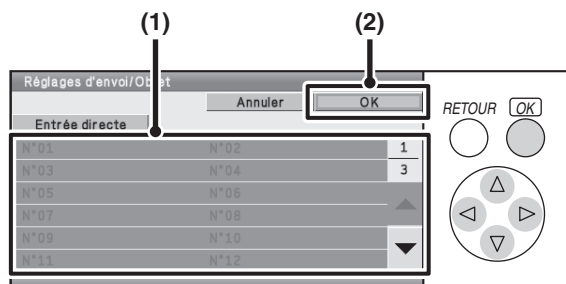 (1) (2)
Réglages d'envoi/Objet
Annuler OK
Entrée directe
N°01 N°02 1
N°03 N°04 3
N°05 N°06
N°07 N°08
N°09 N°10
N°11 N°12
RETOUR OK